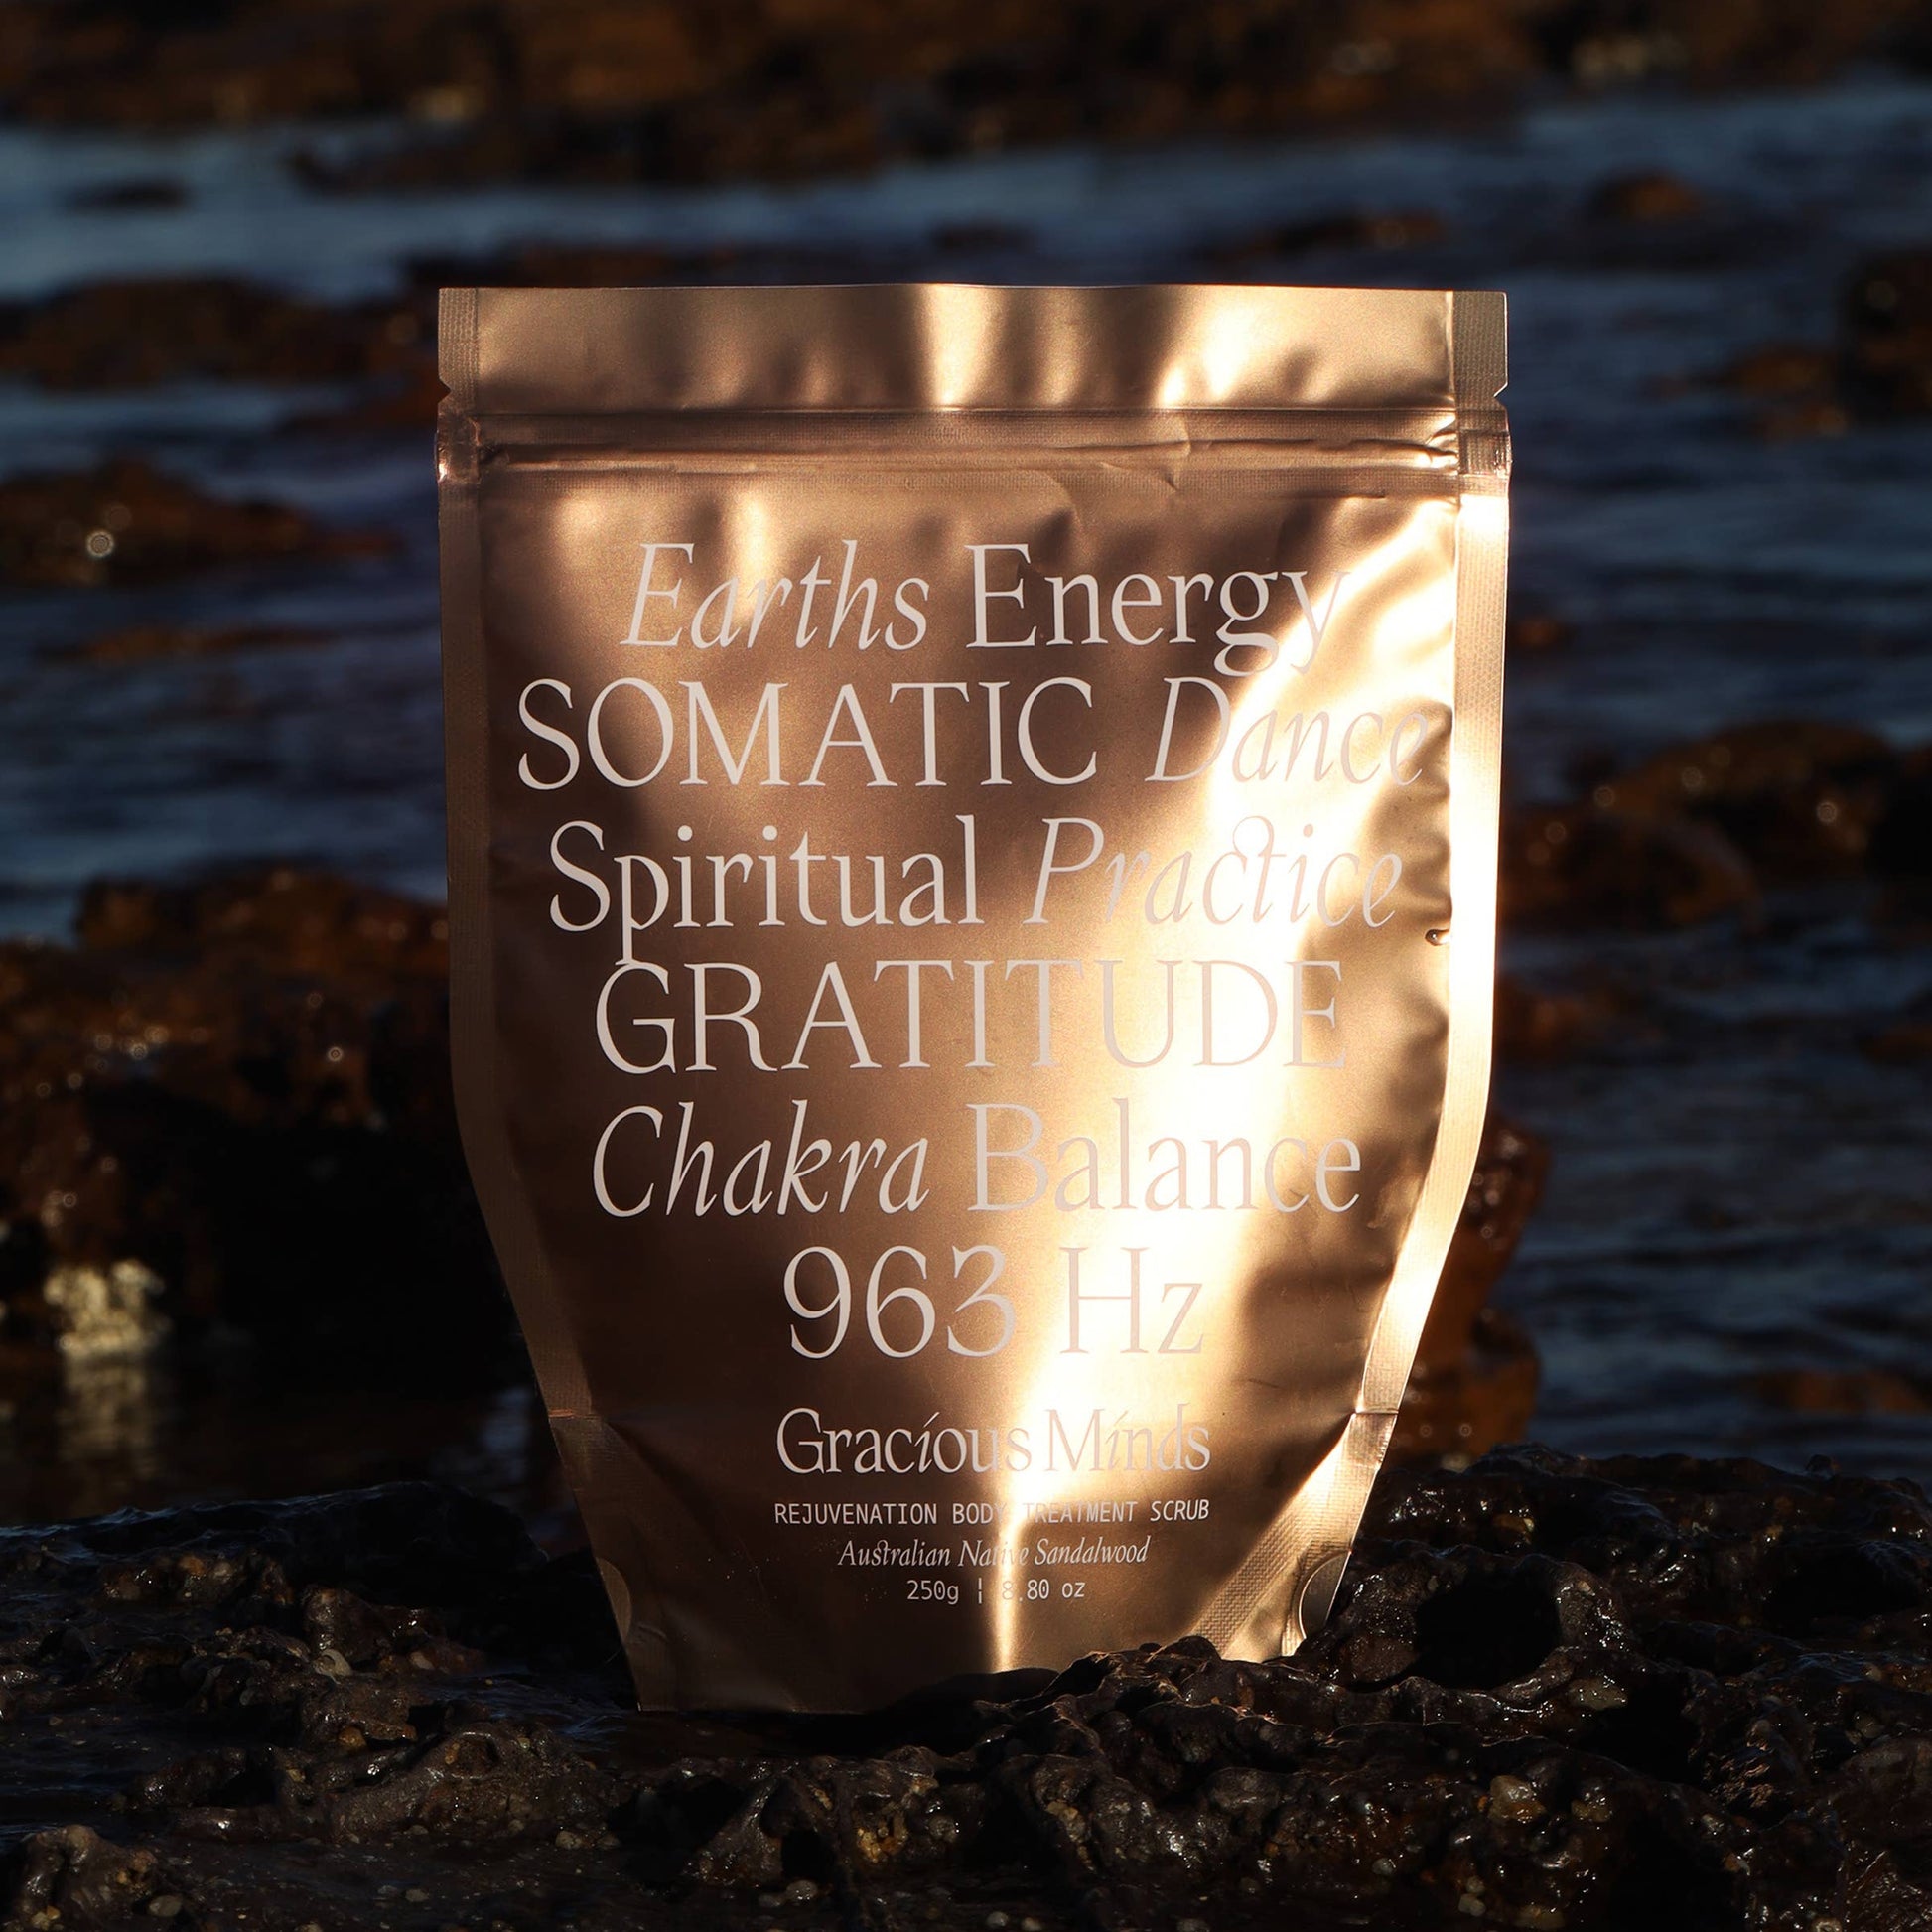 Earths Energy
SOMATIC Dance
Spiritual Practice
GRATITUDE
Chakra Balance
963 Hz
Gracious Minds
REJUVENATION BODY TREATMENT SCRUB
Australian Native Sandalwood
250g ¦ 8.80 oz